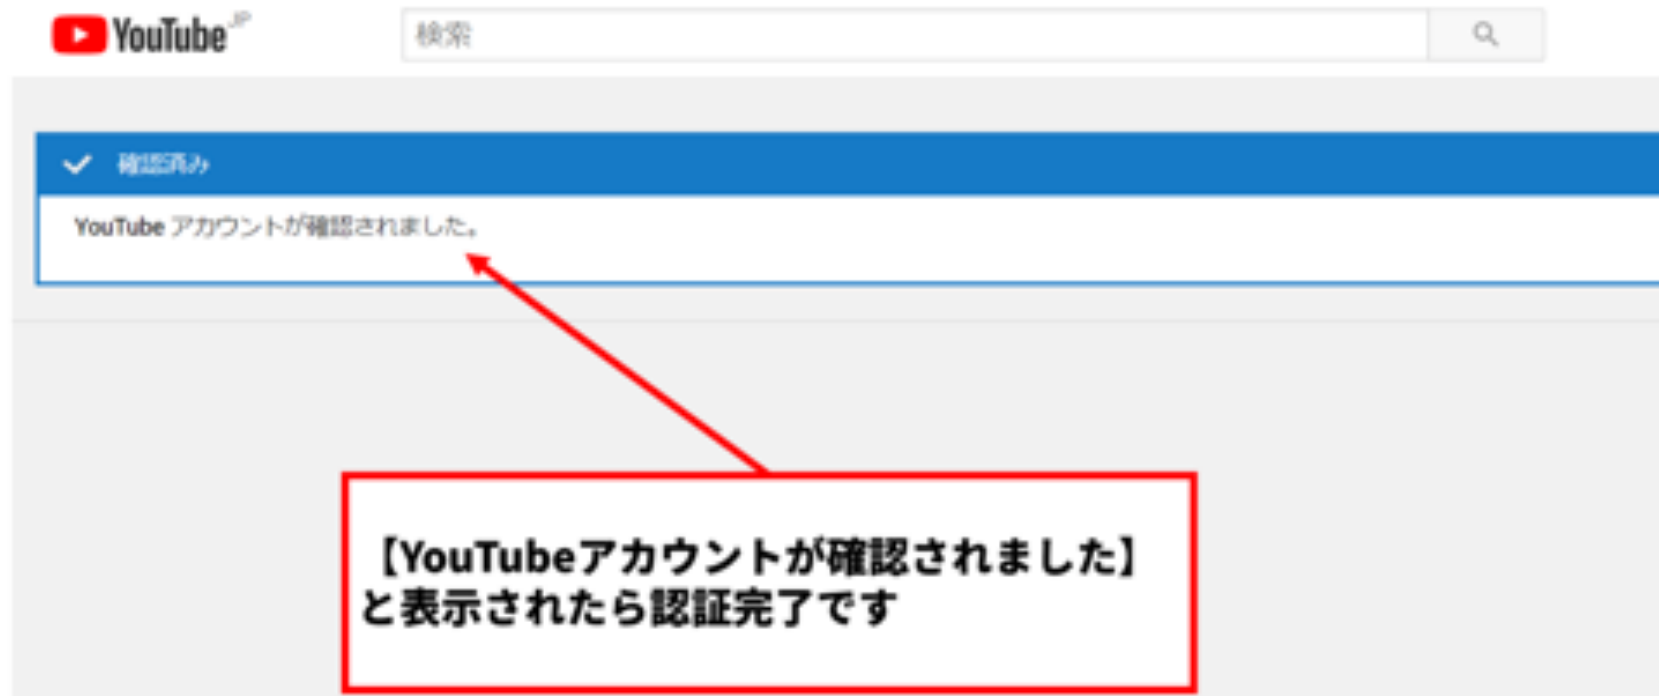 YouTube JP
検索
確認済み
YouTube アカウントが確認されました。
【YouTubeアカウントが確認されました】
と表示されたら認証完了です